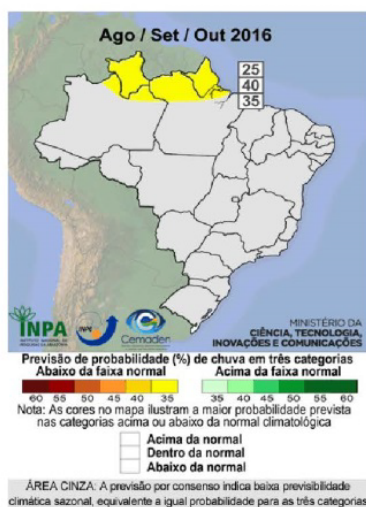 Ago / Set / Out 2016
25
40
35
INPA
INPE
Cemaden
MINISTÉRIO DA
CIÊNCIA, TECNOLOGIA,
INOVAÇÕES E COMUNICAÇÕES
Previsão de probabilidade (%) de chuva em três categorias
Abaixo da faixa normal Acima da faixa normal
60 55 50 45 40 35 35 40 45 50 55 60
Nota: As cores no mapa ilustram a maior probabilidade prevista
nas categorias acima ou abaixo da normal climatológica
Acima da normal
Dentro da normal
Abaixo da normal
ÁREA CINZA: A previsão por consenso indica baixa previsibilidade
climática sazonal, equivalente a igual probabilidade para as três categorias